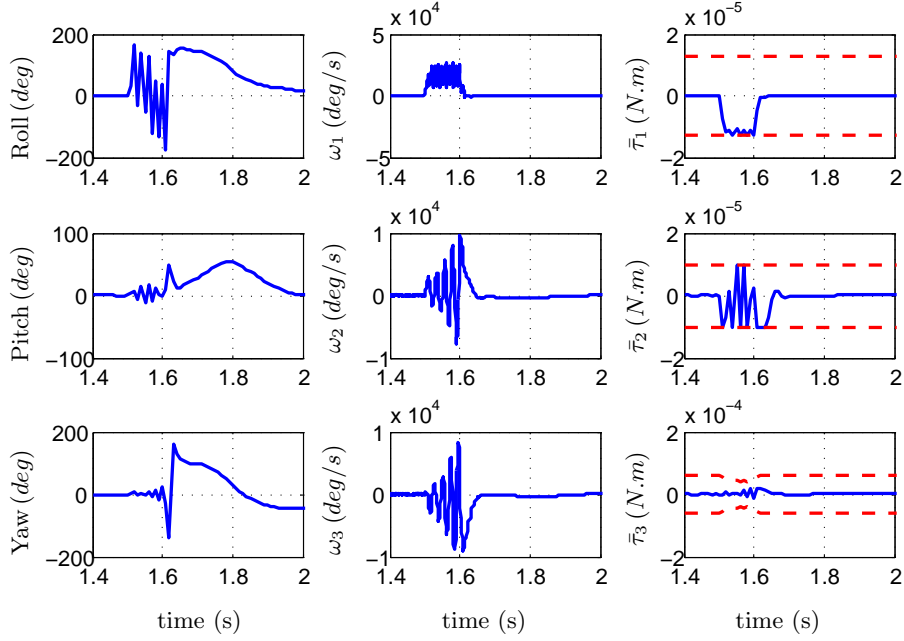 Roll (deg)
200
0
−200
1.4 1.6 1.8 2
ω1 (deg/s)
x 10^4
5
0
−5
1.4 1.6 1.8 2
τ̄1 (N.m)
x 10^−5
2
0
−2
1.4 1.6 1.8 2
Pitch (deg)
100
0
−100
1.4 1.6 1.8 2
ω2 (deg/s)
x 10^4
1
0
−1
1.4 1.6 1.8 2
τ̄2 (N.m)
x 10^−5
2
0
−2
1.4 1.6 1.8 2
Yaw (deg)
200
0
−200
1.4 1.6 1.8 2
time (s)
ω3 (deg/s)
x 10^4
1
0
−1
1.4 1.6 1.8 2
time (s)
τ̄3 (N.m)
x 10^−4
2
0
−2
1.4 1.6 1.8 2
time (s)